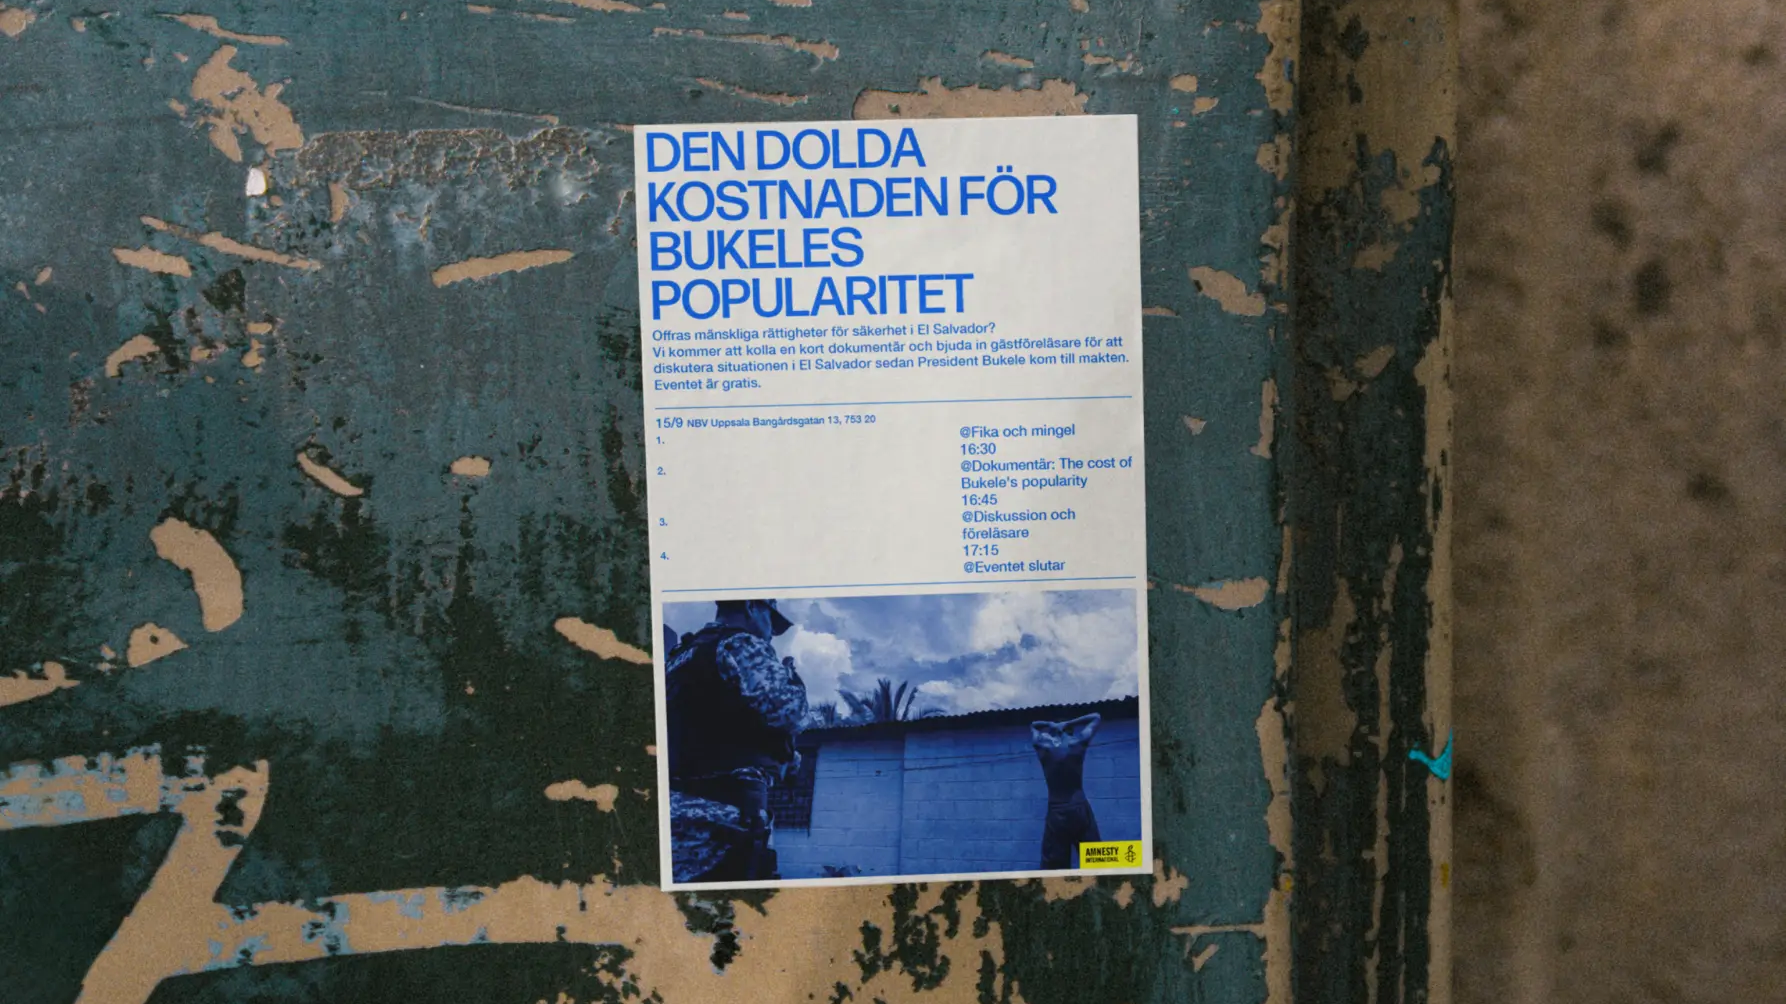 DEN DOLDA
KOSTNADEN FÖR
BUKELES
POPULARITET
Offras mänskliga rättigheter för säkerhet i El Salvador?
Vi kommer att kolla en kort dokumentär och bjuda in gästföreläsare för att
diskutera situationen i El Salvador sedan President Bukele kom till makten.
Eventet är gratis.
15/9 NBV Uppsala Bangårdsgatan 13, 753 20
1.
@Fika och mingel
16:30
2.
@Dokumentär: The cost of
Bukele's popularity
16:45
3.
@Diskussion och
föreläsare
17:15
4.
@Eventet slutar
AMNESTY
INTERNATIONAL